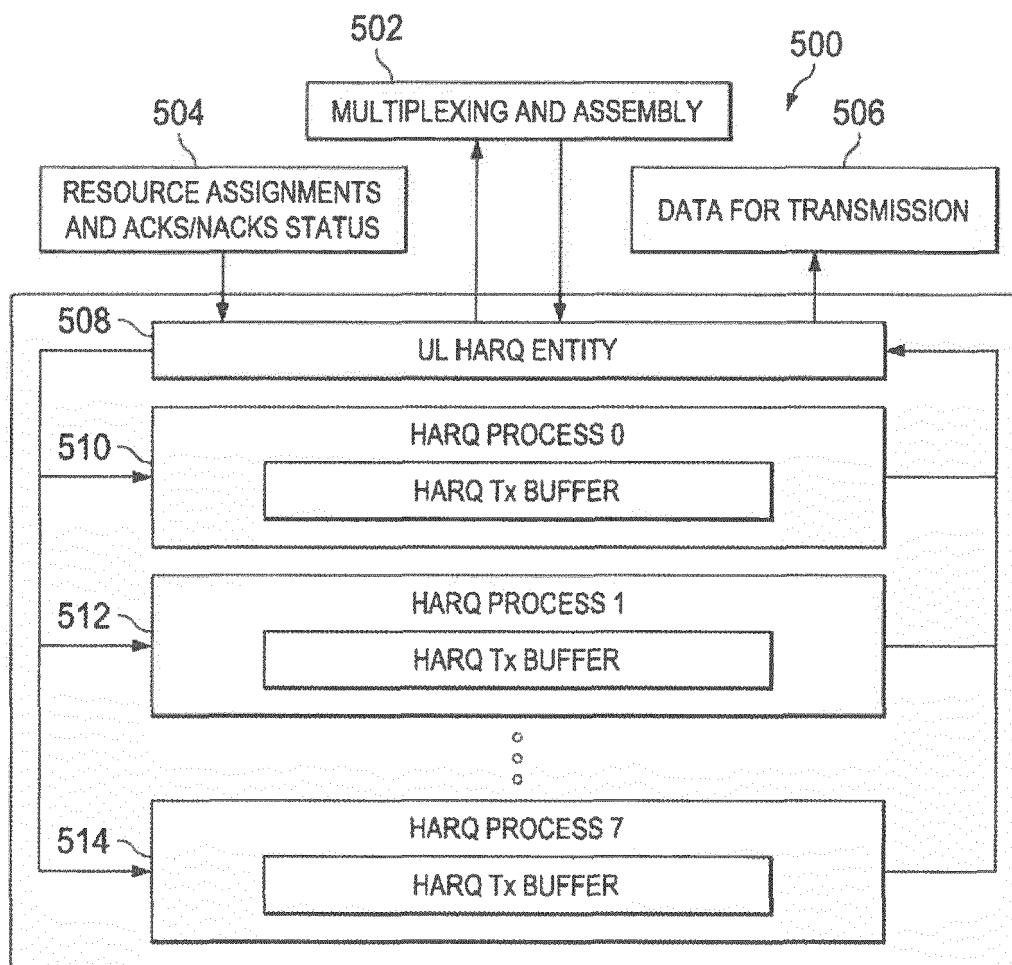 502
500
MULTIPLEXING AND ASSEMBLY
504
506
RESOURCE ASSIGNMENTS
AND ACKS/NACKS STATUS
DATA FOR TRANSMISSION
508
UL HARQ ENTITY
510
HARQ PROCESS 0
HARQ Tx BUFFER
512
HARQ PROCESS 1
HARQ Tx BUFFER
514
HARQ PROCESS 7
HARQ Tx BUFFER